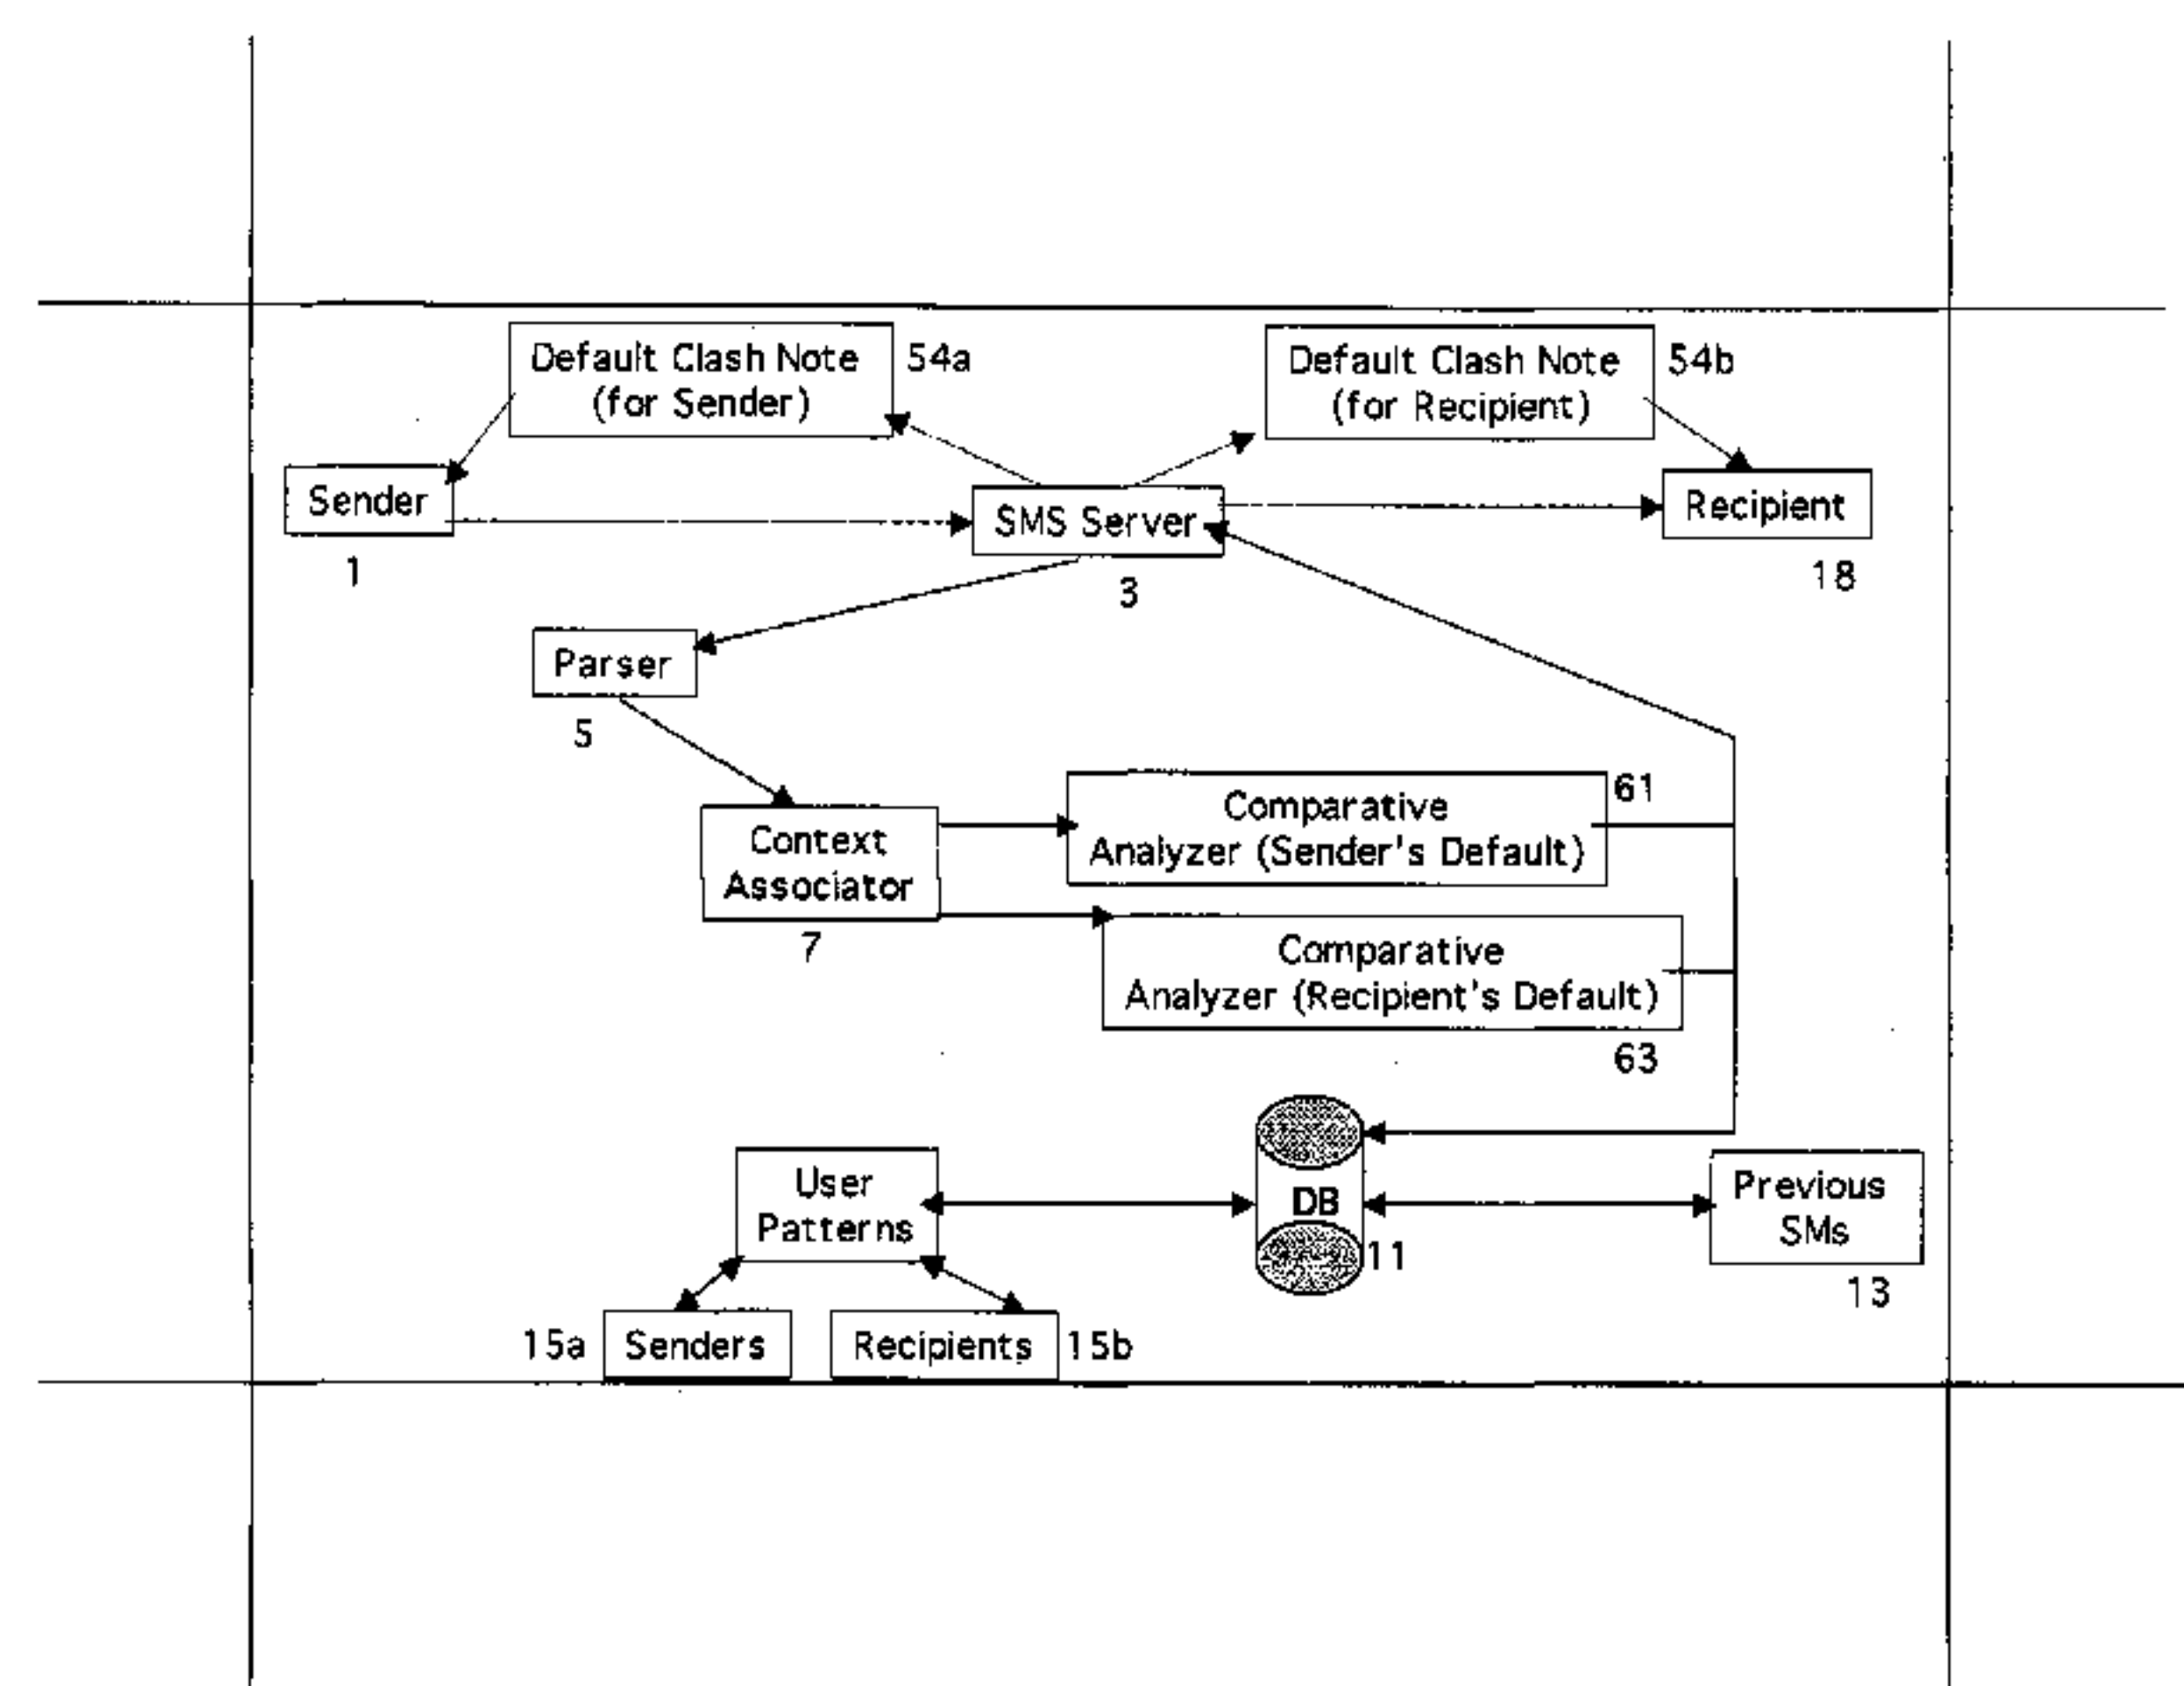 Default Clash Note
(for Sender)
54a
Default Clash Note
(for Recipient)
54b
Sender
1
SMS Server
3
Recipient
18
Parser
5
Context
Associator
7
Comparative
Analyzer (Sender's Default)
61
Comparative
Analyzer (Recipient's Default)
63
User
Patterns
DB
11
Previous
SMs
13
15a
Senders
Recipients
15b